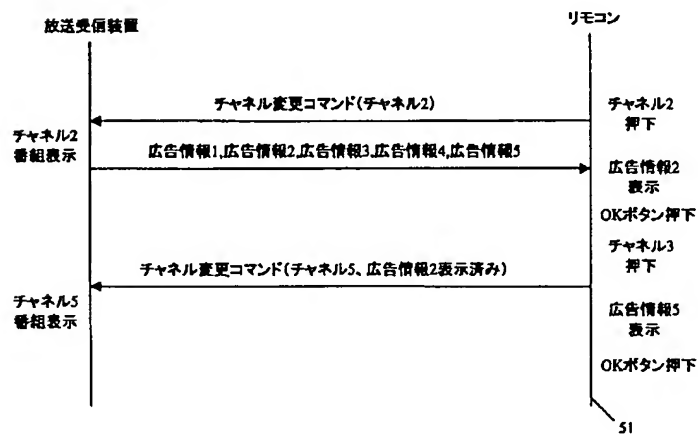 放送受信装置
リモコン
チャネル変更コマンド(チャネル2)
チャネル2
押下
チャネル2
番組表示
広告情報1,広告情報2,広告情報3,広告情報4,広告情報5
広告情報2
表示
OKボタン押下
チャネル3
押下
チャネル変更コマンド(チャネル5、広告情報2表示済み)
チャネル5
番組表示
広告情報5
表示
OKボタン押下
51